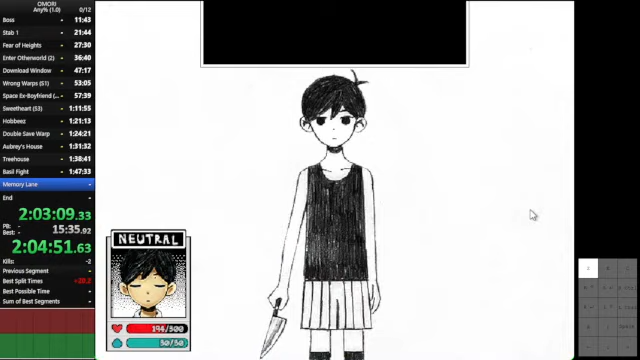 OMORI
Any% (1.0) 0/12
Boss - 11:43
Stab 1 - 21:44
Fear of Heights - 27:30
Enter Otherworld (2) - 36:40
Download Window - 47:17
Wrong Warps (S1) - 53:05
Space Ex-Boyfriend (... - 57:39
Sweetheart (S3) - 1:11:55
Hobbeez - 1:21:13
Double Save Warp - 1:24:21
Aubrey's House - 1:31:32
Treehouse - 1:38:41
Basil Fight - 1:47:33
Memory Lane -
End -
2:03:09.33
PB: -
Best: - 15:35.92
2:04:51.63
Kills: -2
Previous Segment -
Best Split Times
Best Possible Time -
Sum of Best Segments -
NEUTRAL
50/50